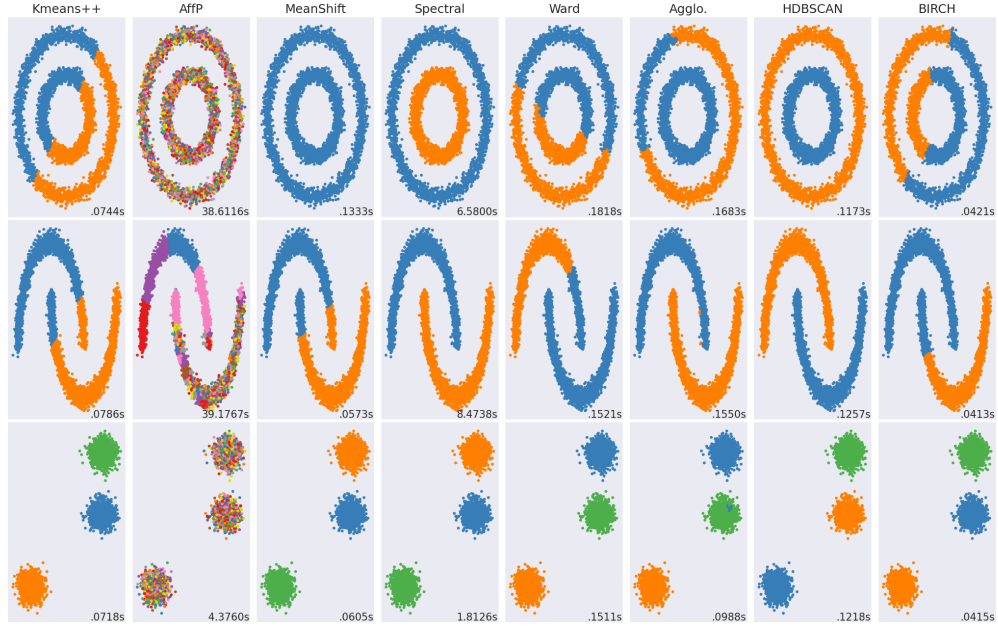 Kmeans++ AffP MeanShift Spectral Ward Agglo. HDBSCAN BIRCH
.0744s 38.6116s .1333s 6.5800s .1818s .1683s .1173s .0421s
.0786s 39.1767s .0573s 8.4738s .1521s .1550s .1257s .0413s
.0718s 4.3760s .0605s 1.8126s .1511s .0988s .1218s .0415s